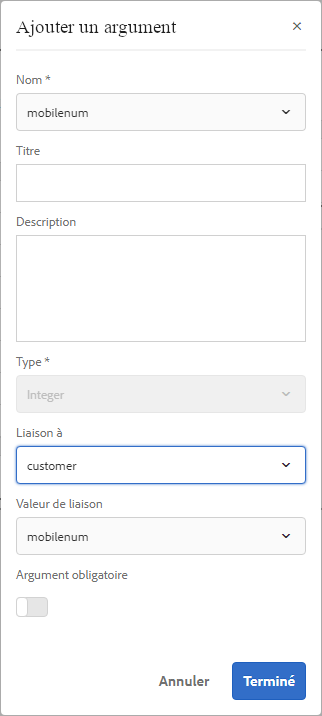 Ajouter un argument
Nom *
mobilenum
Titre
Description
Type *
Integer
Liaison à
customer
Valeur de liaison
mobilenum
Argument obligatoire
Annuler
Terminé